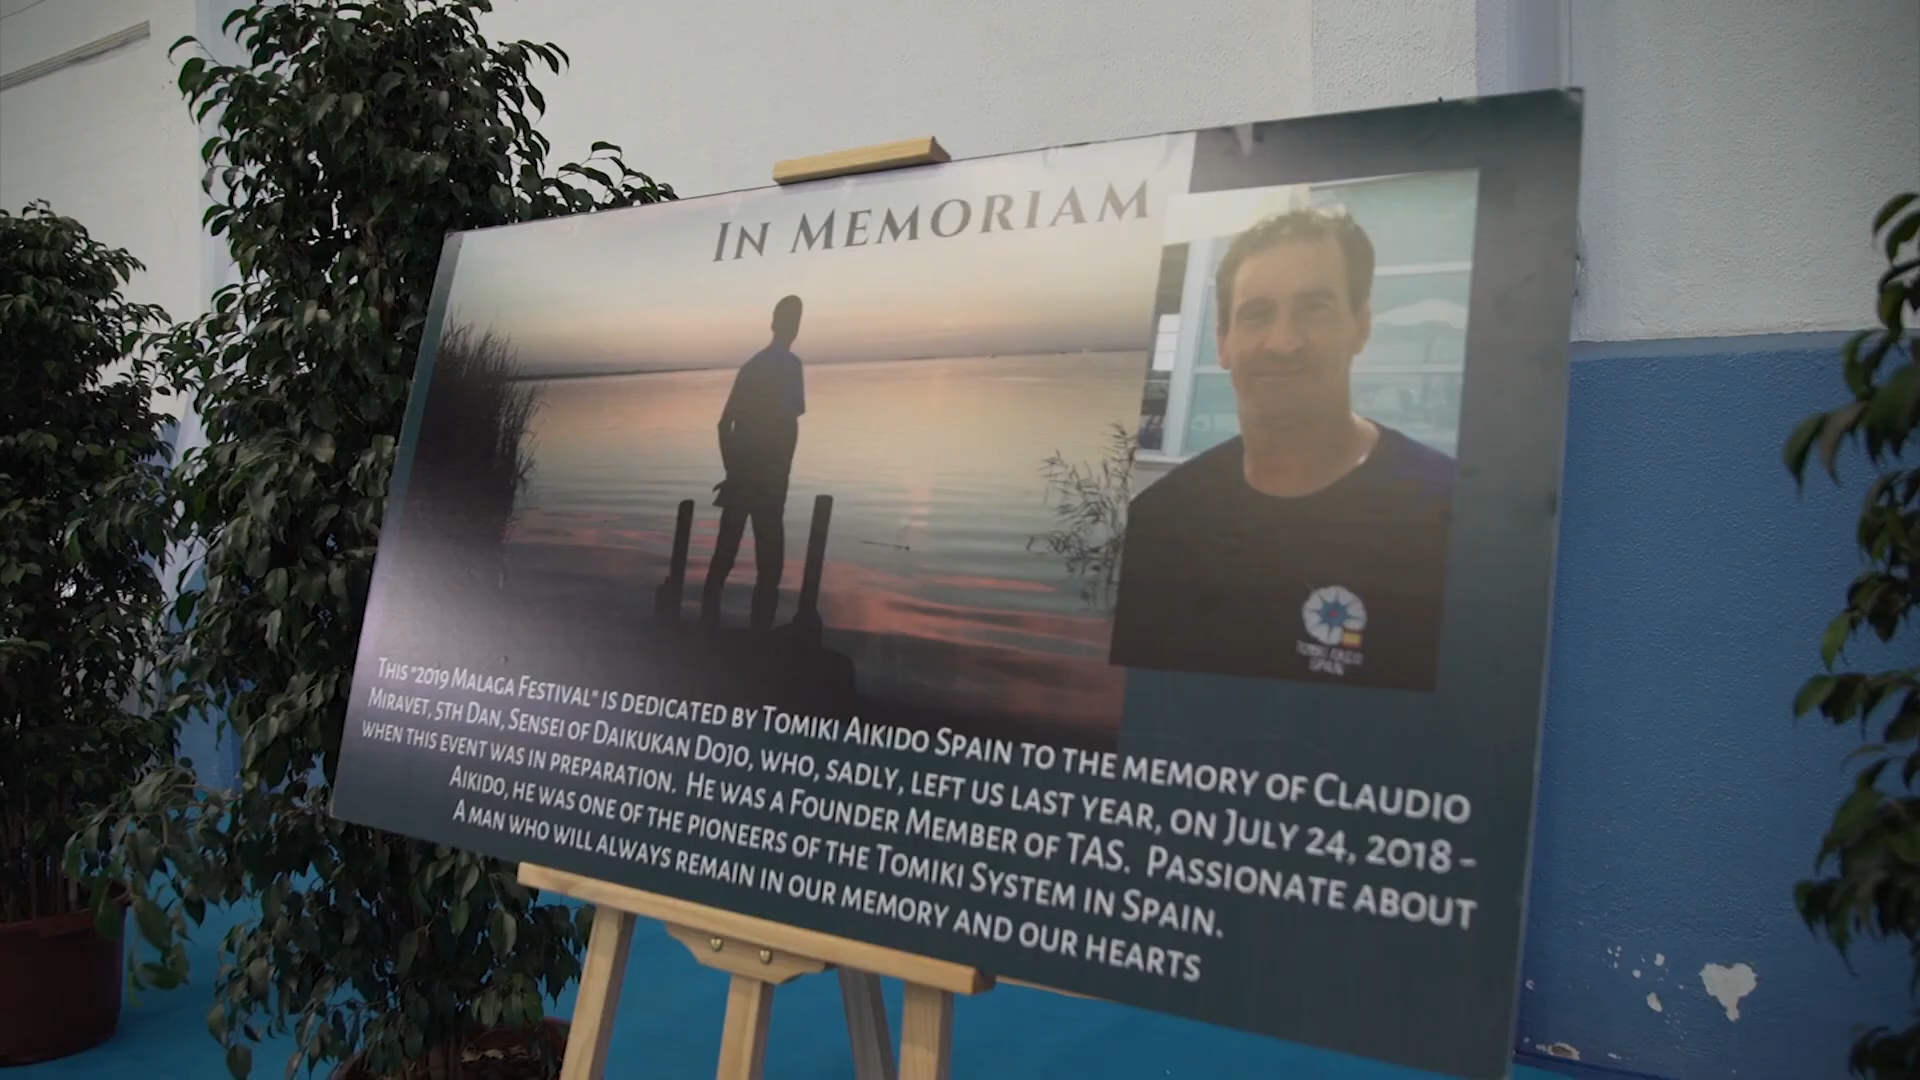 IN MEMORIAM
TOMIKI AIKIDO
SPAIN
THIS "2019 MALAGA FESTIVAL" IS DEDICATED BY TOMIKI AIKIDO SPAIN TO THE MEMORY OF CLAUDIO
MIRAVET, 5TH DAN, SENSEI OF DAIKUKAN DOJO, WHO, SADLY, LEFT US LAST YEAR, ON JULY 24, 2018 -
WHEN THIS EVENT WAS IN PREPARATION. HE WAS A FOUNDER MEMBER OF TAS. PASSIONATE ABOUT
AIKIDO, HE WAS ONE OF THE PIONEERS OF THE TOMIKI SYSTEM IN SPAIN.
A MAN WHO WILL ALWAYS REMAIN IN OUR MEMORY AND OUR HEARTS